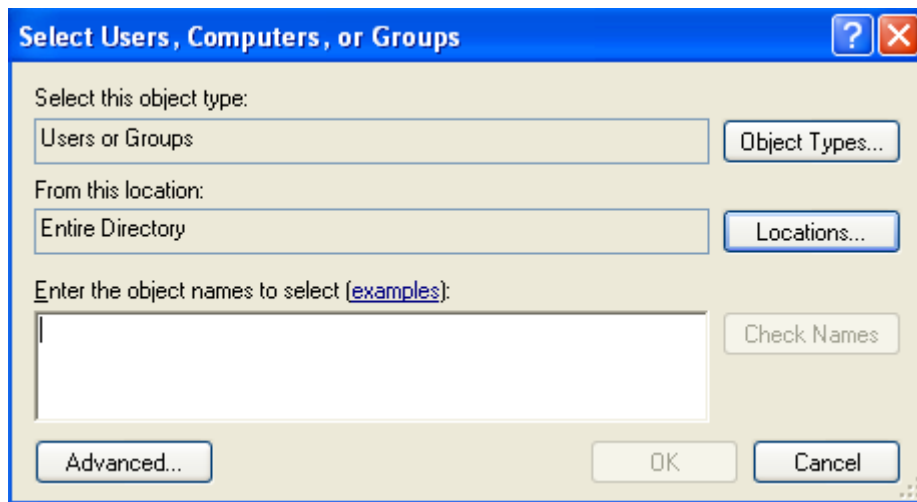 Select Users, Computers, or Groups
Select this object type:
Users or Groups
Object Types...
From this location:
Entire Directory
Locations...
Enter the object names to select (examples):
Check Names
Advanced...
OK
Cancel